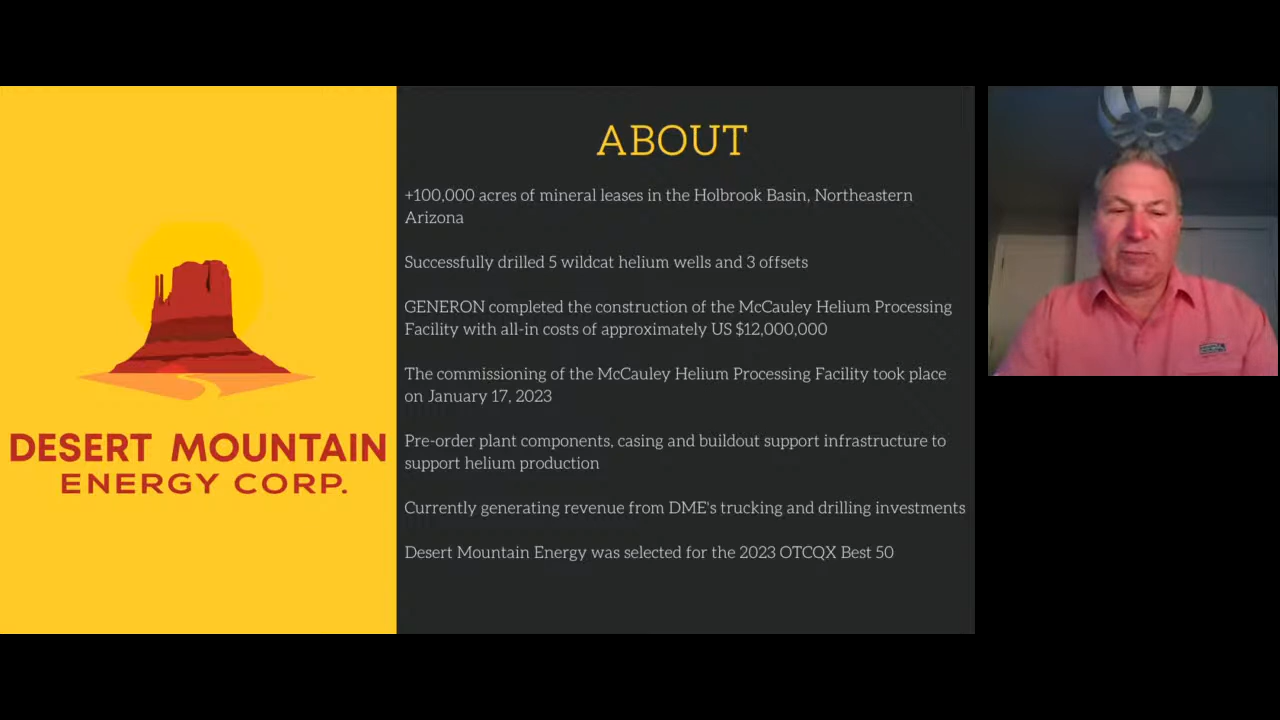 ABOUT
+100,000 acres of mineral leases in the Holbrook Basin, Northeastern
Arizona
Successfully drilled 5 wildcat helium wells and 3 offsets
GENERON completed the construction of the McCauley Helium Processing
Facility with all-in costs of approximately US $12,000,000
The commissioning of the McCauley Helium Processing Facility took place
on January 17, 2023
Pre-order plant components, casing and buildout support infrastructure to
support helium production
Currently generating revenue from DME's trucking and drilling investments
Desert Mountain Energy was selected for the 2023 OTCQX Best 50
DESERT MOUNTAIN
ENERGY CORP.